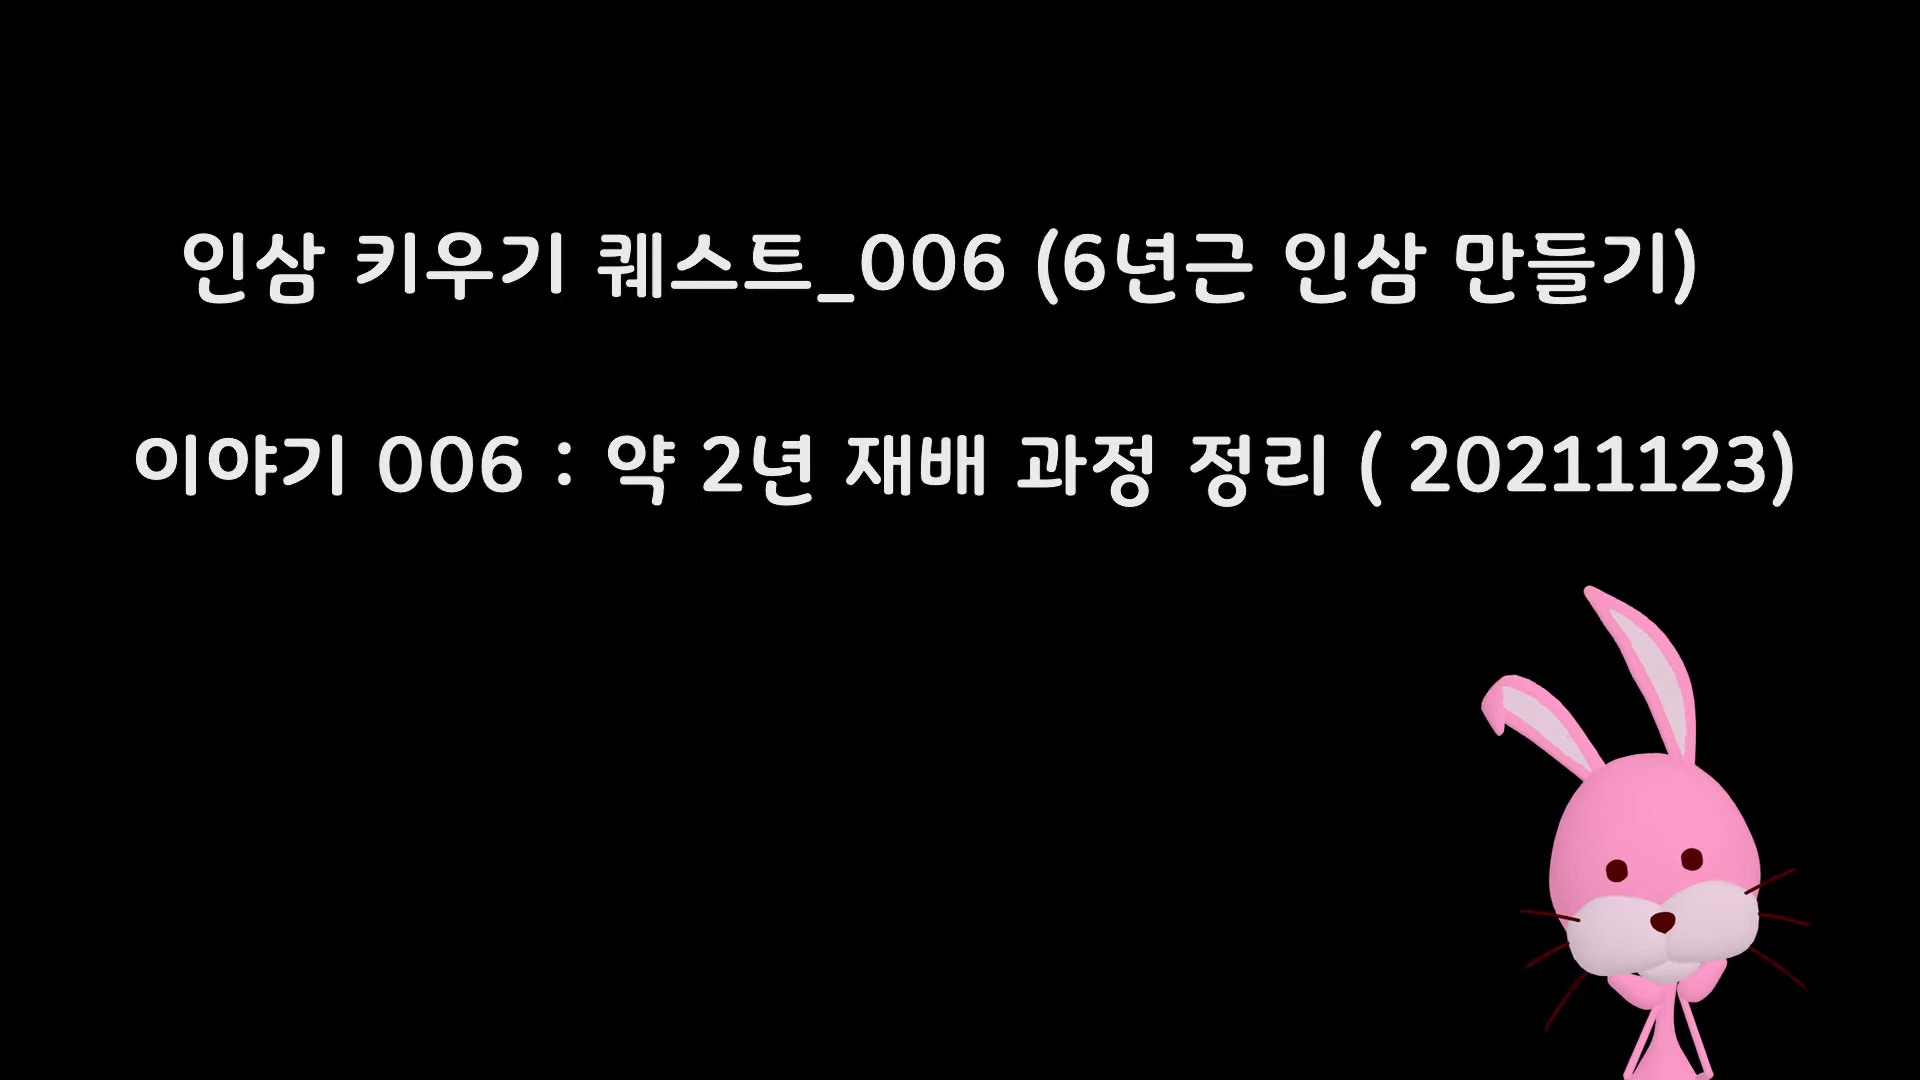 인삼 키우기 퀘스트_006 (6년근 인삼 만들기)
이야기 006 : 약 2년 재배 과정 정리 ( 20211123)